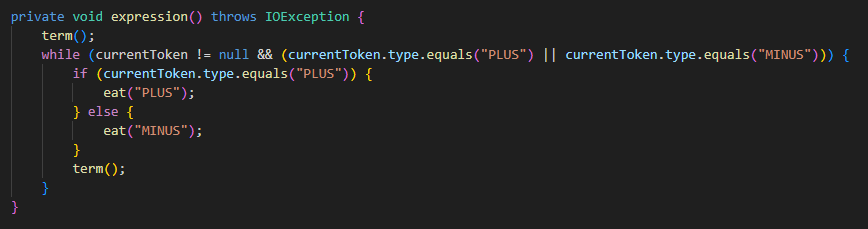 private void expression() throws IOException {
    term();
    while (currentToken != null && (currentToken.type.equals("PLUS") || currentToken.type.equals("MINUS"))) {
        if (currentToken.type.equals("PLUS")) {
            eat("PLUS");
        } else {
            eat("MINUS");
        }
        term();
    }
}